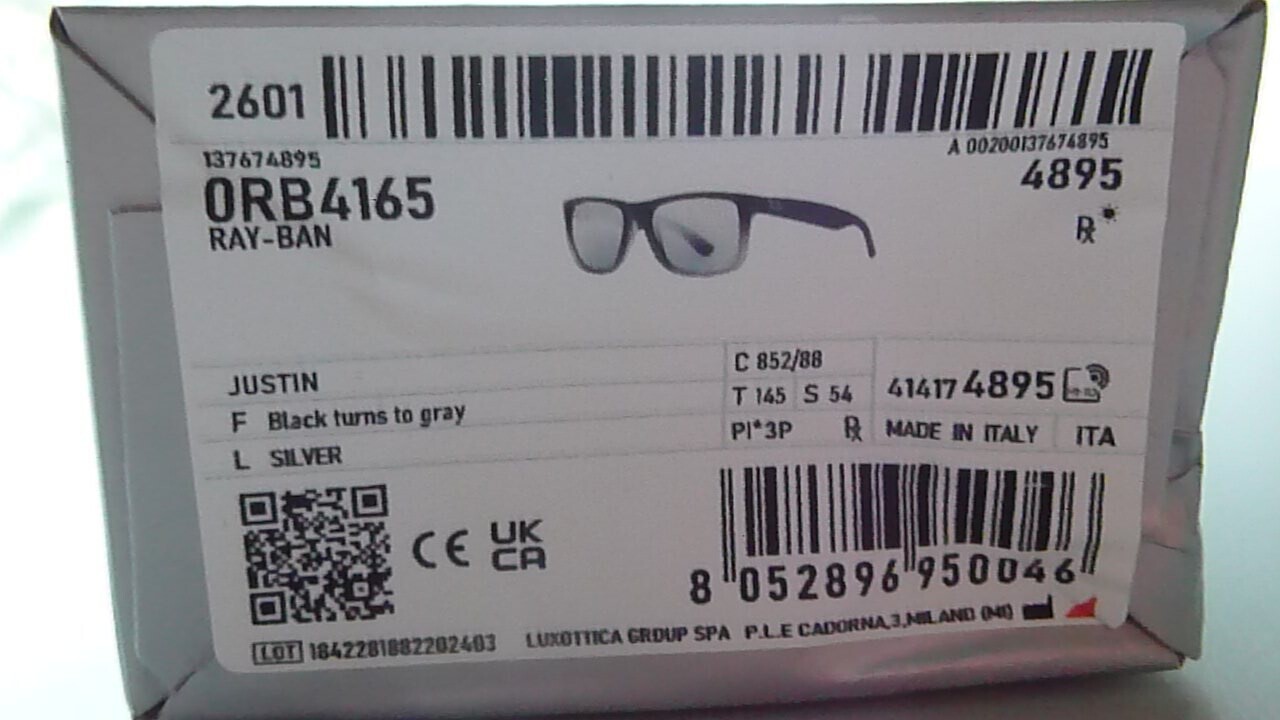 2601
A 00200137674895
137674895
4895
0RB4165
RAY-BAN
JUSTIN
C 852/88
F Black turns to gray
T 145 S 54
41417 4895
L SILVER
PI*3P ℞ MADE IN ITALY ITA
CE UK CA
8 052896 950046
LOT 1842281882202403 LUXOTTICA GROUP SPA P.L.E CADORNA,3,MILANO (MI)